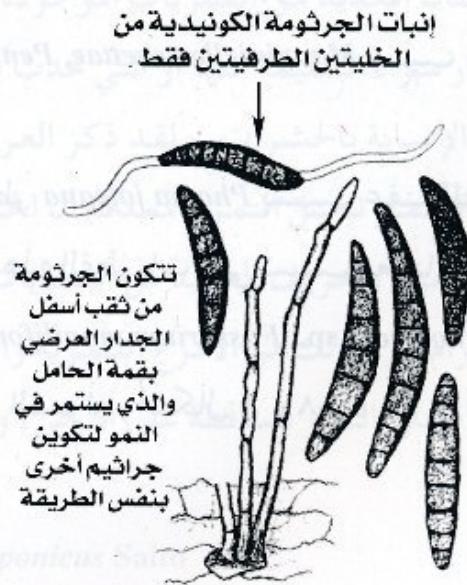 إنبات الجرثومة الكونيدية من
الخليتين الطرفيتين فقط
تتكون الجرثومة
من ثقب أسفل
الجدار العرضي
بقمة الحامل
والذي يستمر في
النمو لتكوين
جراثيم أخرى
بنفس الطريقة